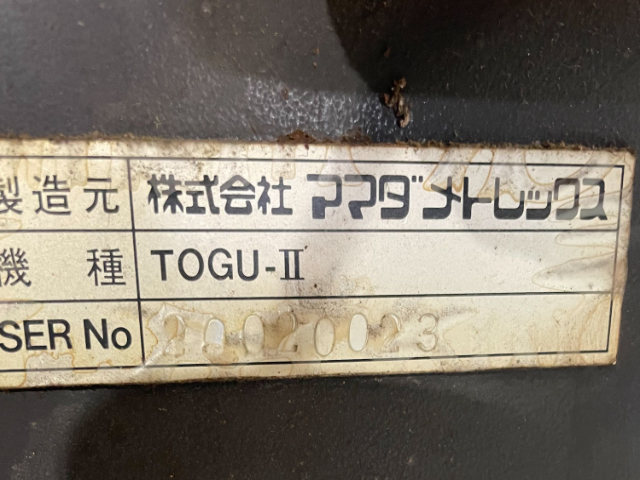 製造元 株式会社 アマダメトレックス
機種 TOGU-II
SER No 20020023